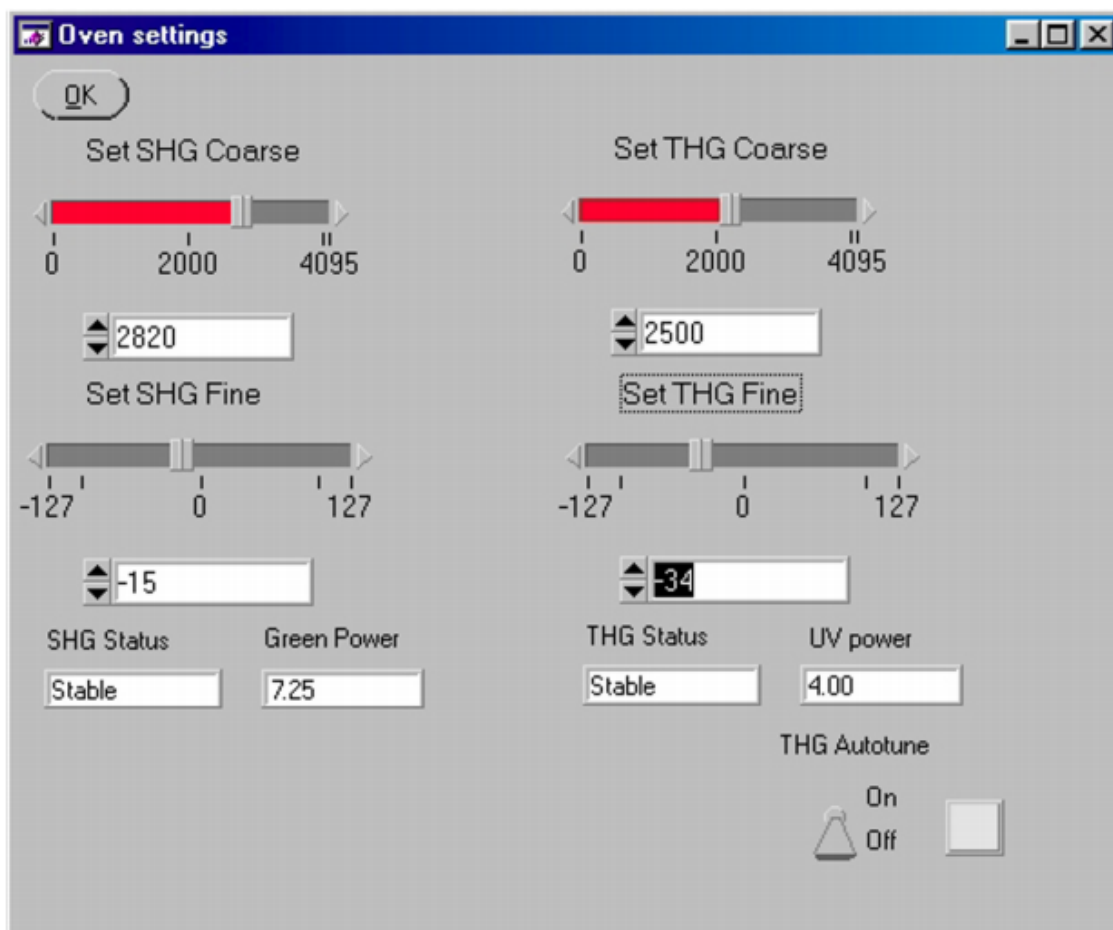 Oven settings
OK
Set SHG Coarse
0 2000 4095
2820
Set SHG Fine
-127 0 127
-15
SHG Status Green Power
Stable 7.25
Set THG Coarse
0 2000 4095
2500
Set THG Fine
-127 0 127
-34
THG Status UV power
Stable 4.00
THG Autotune
On
Off